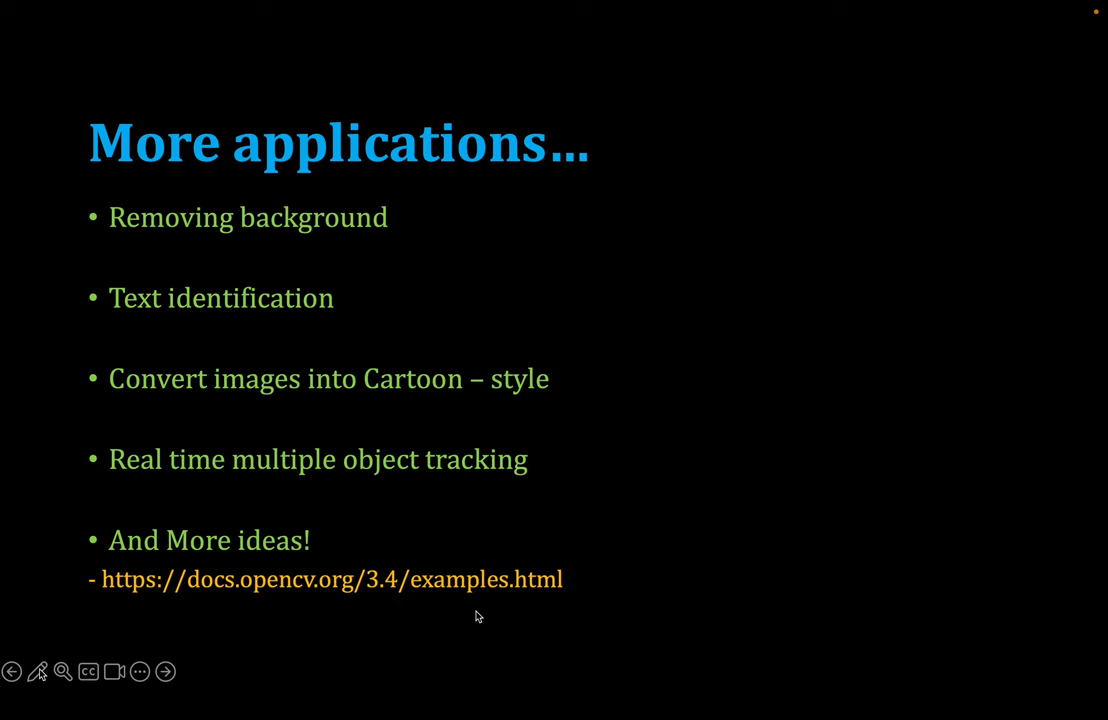 More applications...
• Removing background
• Text identification
• Convert images into Cartoon – style
• Real time multiple object tracking
• And More ideas!
- https://docs.opencv.org/3.4/examples.html
CC